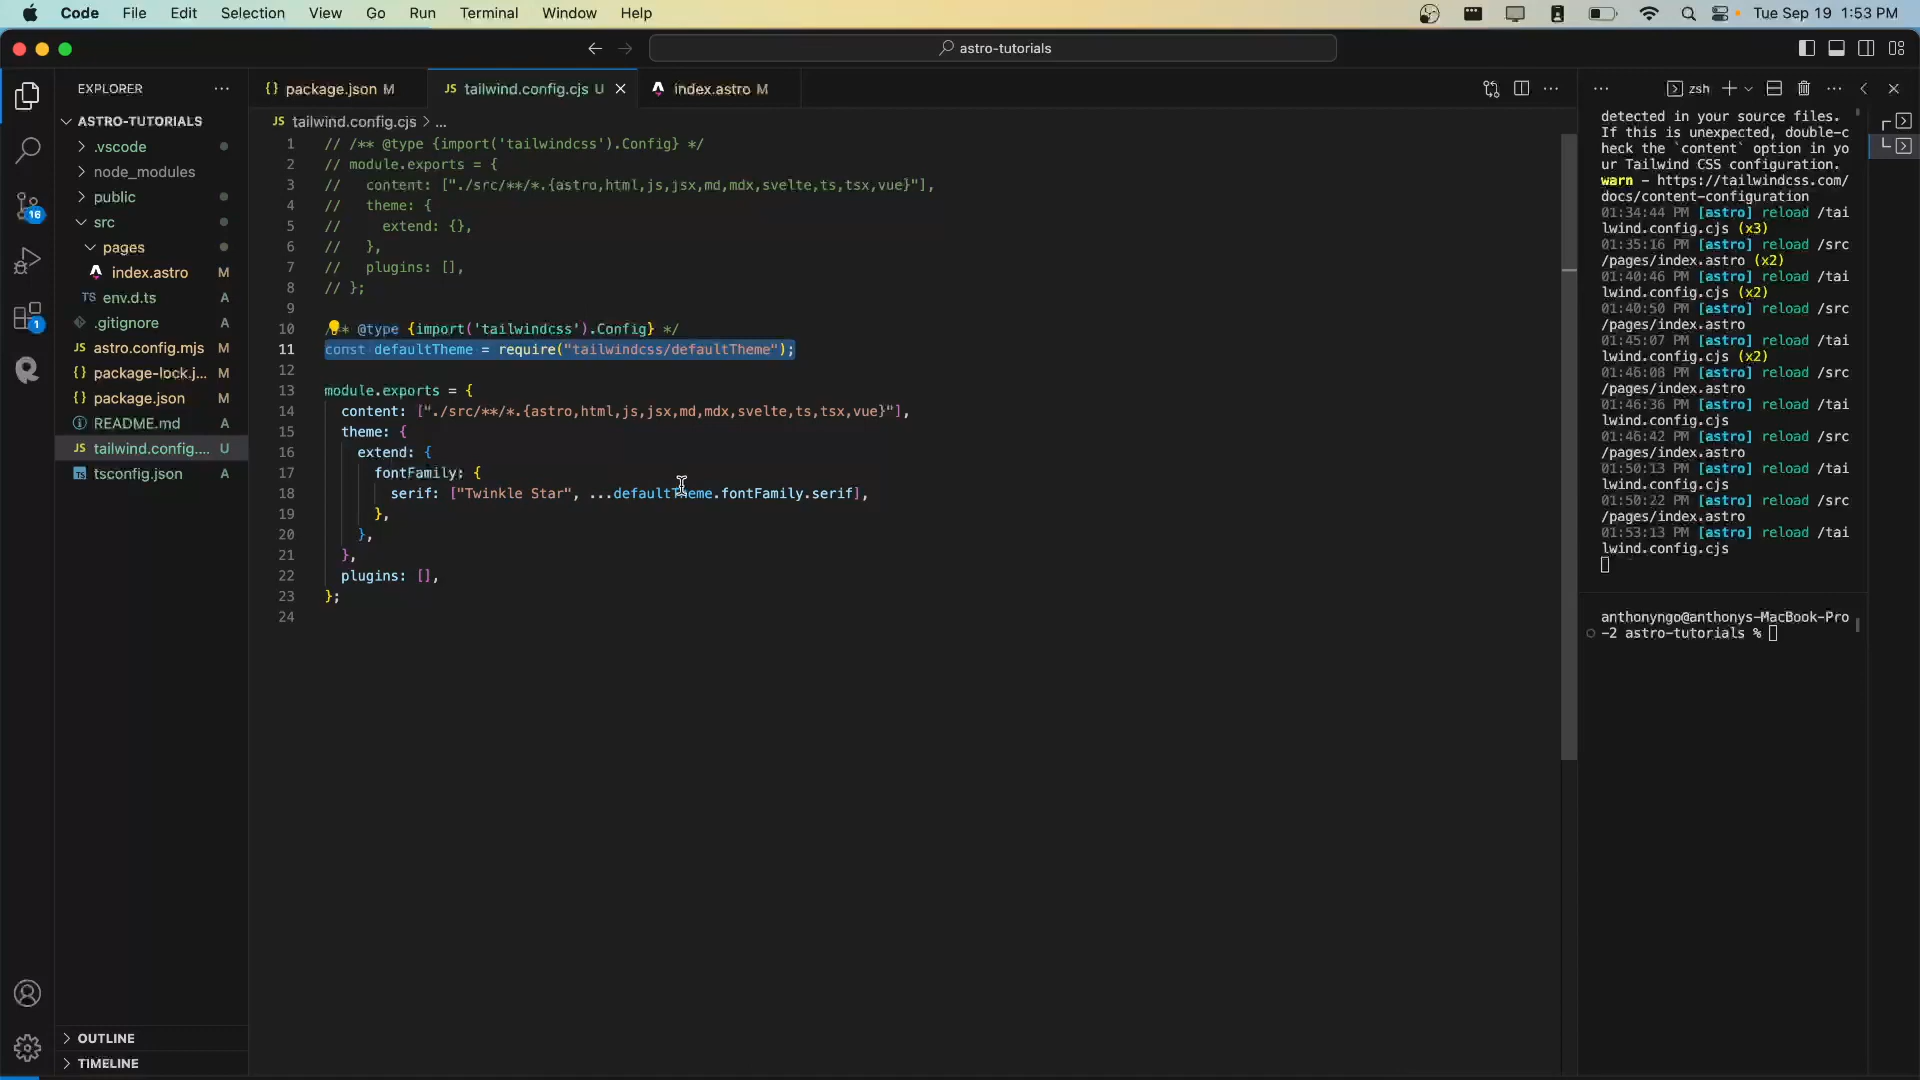 Code File Edit Selection View Go Run Terminal Window Help Tue Sep 19 1:53 PM
astro-tutorials
EXPLORER
ASTRO-TUTORIALS
.vscode
node_modules
public
src
pages
index.astro M
TS env.d.ts A
.gitignore A
JS astro.config.mjs M
{} package-lock.j... M
{} package.json M
README.md A
JS tailwind.config.... U
tsconfig.json A
16
1
OUTLINE
TIMELINE
{} package.json M
JS tailwind.config.cjs U
index.astro M
JS tailwind.config.cjs > ...
1 // /** @type {import('tailwindcss').Config} */
2 // module.exports = {
3 //   content: ["./src/**/*.{astro,html,js,jsx,md,mdx,svelte,ts,tsx,vue}"],
4 //   theme: {
5 //     extend: {},
6 //   },
7 //   plugins: [],
8 // };
9
10 /** @type {import('tailwindcss').Config} */
11 const defaultTheme = require("tailwindcss/defaultTheme");
12
13 module.exports = {
14   content: ["./src/**/*.{astro,html,js,jsx,md,mdx,svelte,ts,tsx,vue}"],
15   theme: {
16     extend: {
17       fontFamily: {
18         serif: ["Twinkle Star", ...defaultTheme.fontFamily.serif],
19       },
20     },
21   },
22   plugins: [],
23 };
24
zsh
detected in your source files.
If this is unexpected, double-c
heck the `content` option in yo
ur Tailwind CSS configuration.
warn - https://tailwindcss.com/
docs/content-configuration
01:34:44 PM [astro] reload /tai
lwind.config.cjs (x3)
01:35:16 PM [astro] reload /src
/pages/index.astro (x2)
01:40:46 PM [astro] reload /tai
lwind.config.cjs (x2)
01:40:50 PM [astro] reload /src
/pages/index.astro
01:45:07 PM [astro] reload /tai
lwind.config.cjs (x2)
01:46:08 PM [astro] reload /src
/pages/index.astro
01:46:36 PM [astro] reload /tai
lwind.config.cjs
01:46:42 PM [astro] reload /src
/pages/index.astro
01:50:13 PM [astro] reload /tai
lwind.config.cjs
01:50:22 PM [astro] reload /src
/pages/index.astro
01:53:13 PM [astro] reload /tai
lwind.config.cjs
anthonyngo@anthonys-MacBook-Pro
-2 astro-tutorials %